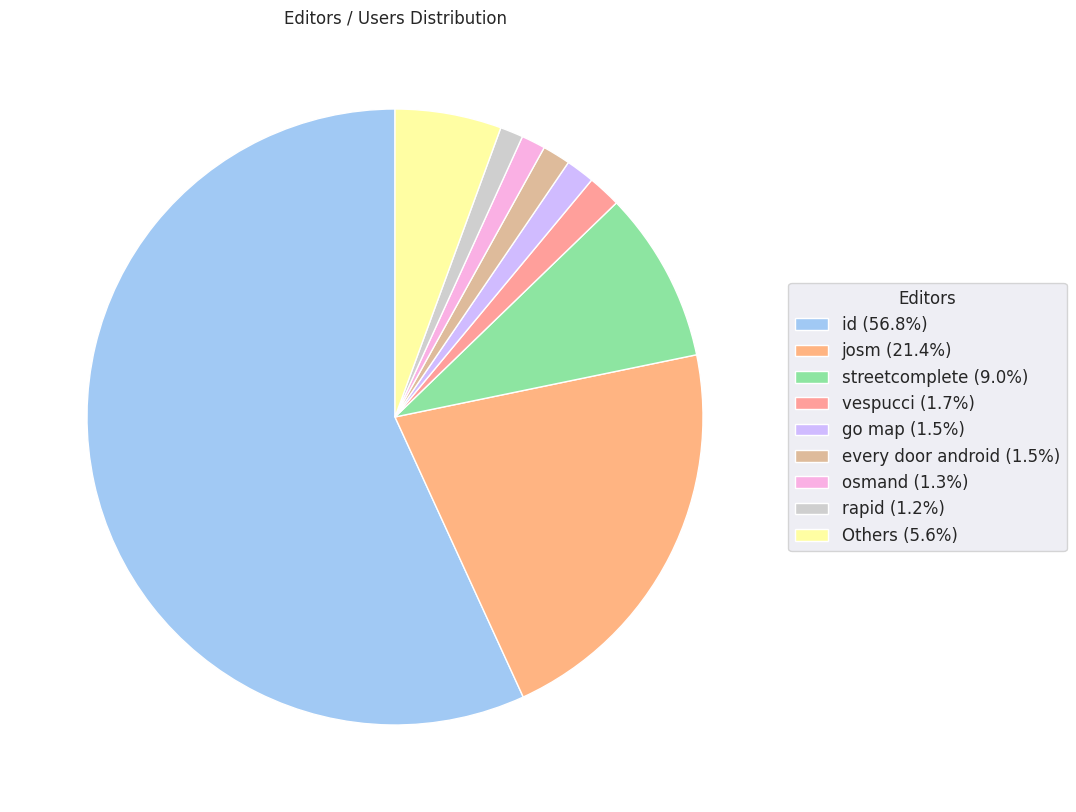 Editors / Users Distribution
Editors
id (56.8%)
josm (21.4%)
streetcomplete (9.0%)
vespucci (1.7%)
go map (1.5%)
every door android (1.5%)
osmand (1.3%)
rapid (1.2%)
Others (5.6%)